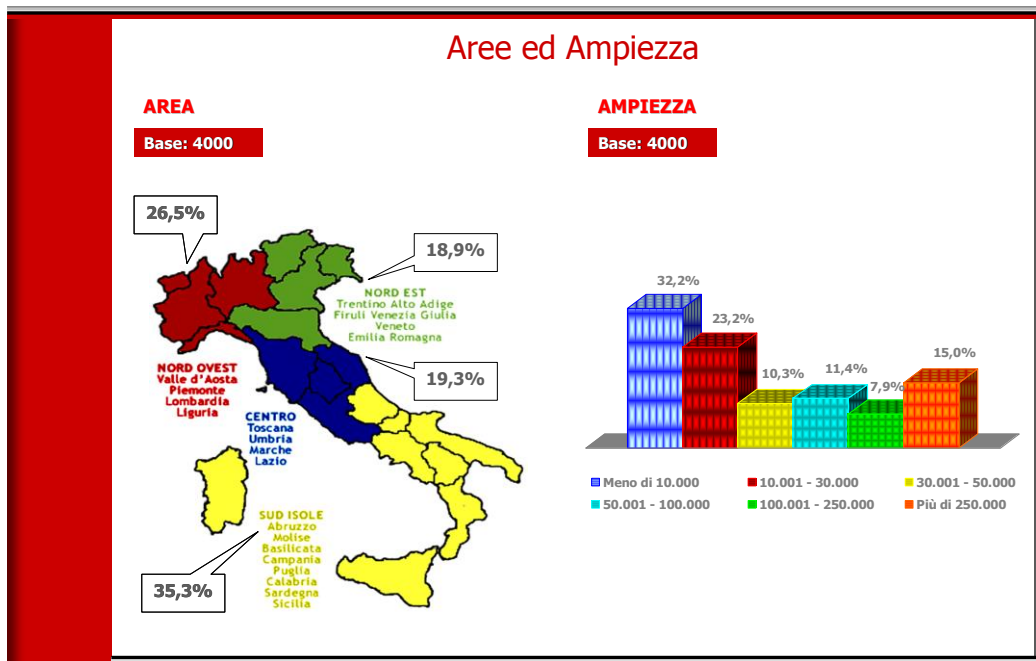 Aree ed Ampiezza
AREA
Base: 4000
26,5%
18,9%
NORD EST
Trentino Alto Adige
Firuli Venezia Giulia
Veneto
Emilia Romagna
19,3%
NORD OVEST
Valle d'Aosta
Piemonte
Lombardia
Liguria
CENTRO
Toscana
Umbria
Marche
Lazio
SUD ISOLE
Abruzzo
Molise
Basilicata
Campania
Puglia
Calabria
Sardegna
Sicilia
35,3%
AMPIEZZA
Base: 4000
32,2%
23,2%
10,3%
11,4%
7,9%
15,0%
Meno di 10.000
10.001 - 30.000
30.001 - 50.000
50.001 - 100.000
100.001 - 250.000
Più di 250.000